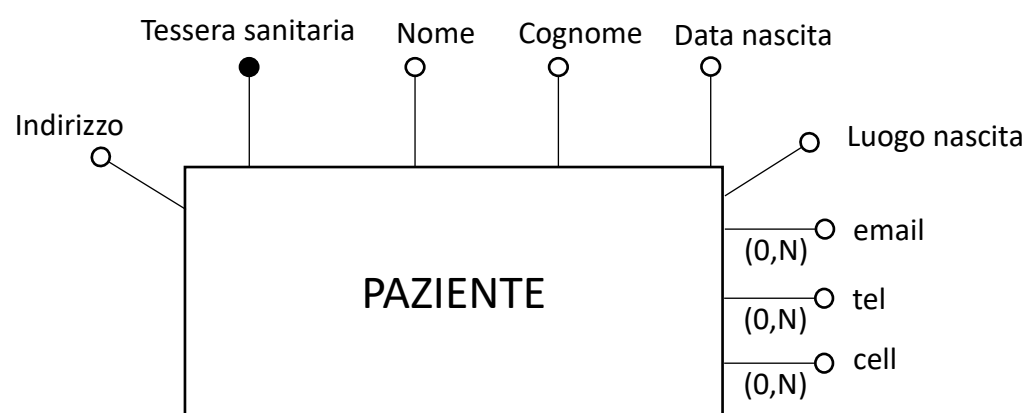 Tessera sanitaria
Nome
Cognome
Data nascita
Indirizzo
Luogo nascita
email
(0,N)
PAZIENTE
tel
(0,N)
cell
(0,N)